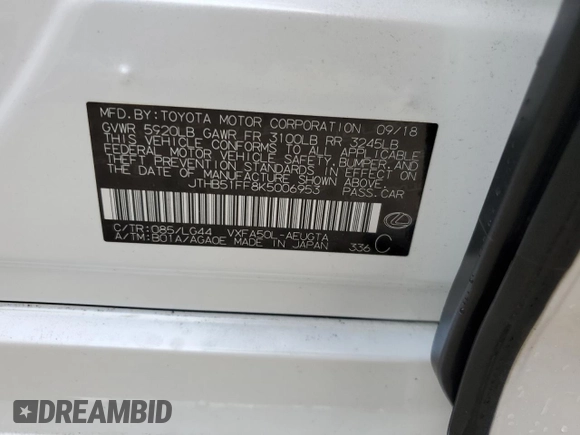 MFD.BY:TOYOTA MOTOR CORPORATION 09/18
GVWR 5920LB GAWR FR 3100LB RR 3245LB
THIS VEHICLE CONFORMS TO ALL APPLICABLE
FEDERAL MOTOR VEHICLE SAFETY, BUMPER, AND
THEFT PREVENTION STANDARDS IN EFFECT ON
THE DATE OF MANUFACTURE SHOWN ABOVE.
JTHB51FF8K5006953 PASS.CAR
C/TR:085/LG44 VXFA50L-AEUGTA
A/TM:B01A/AGA0E MADE IN JAPAN 336 C
DREAMBID